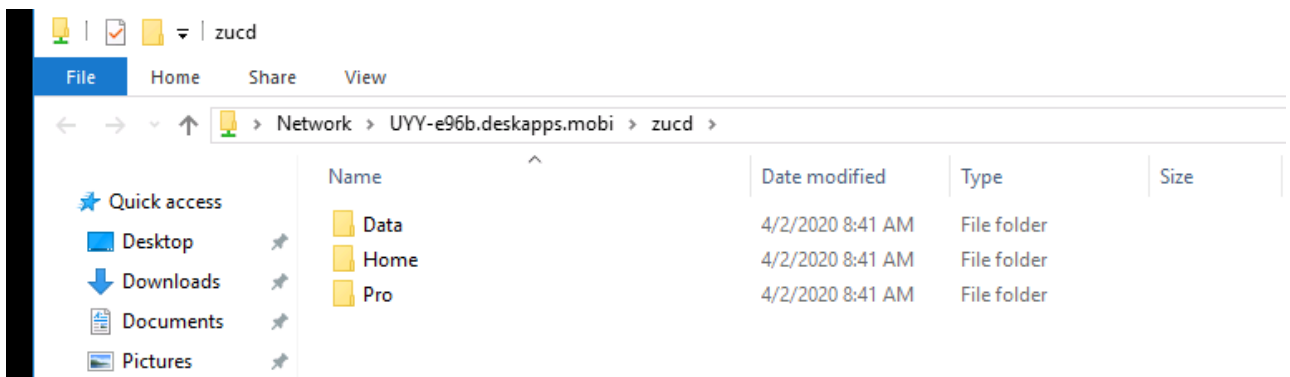 zucd
File Home Share View
Network > UYY-e96b.deskapps.mobi > zucd >
Name Date modified Type Size
Quick access
Data 4/2/2020 8:41 AM File folder
Desktop
Home 4/2/2020 8:41 AM File folder
Downloads
Pro 4/2/2020 8:41 AM File folder
Documents
Pictures